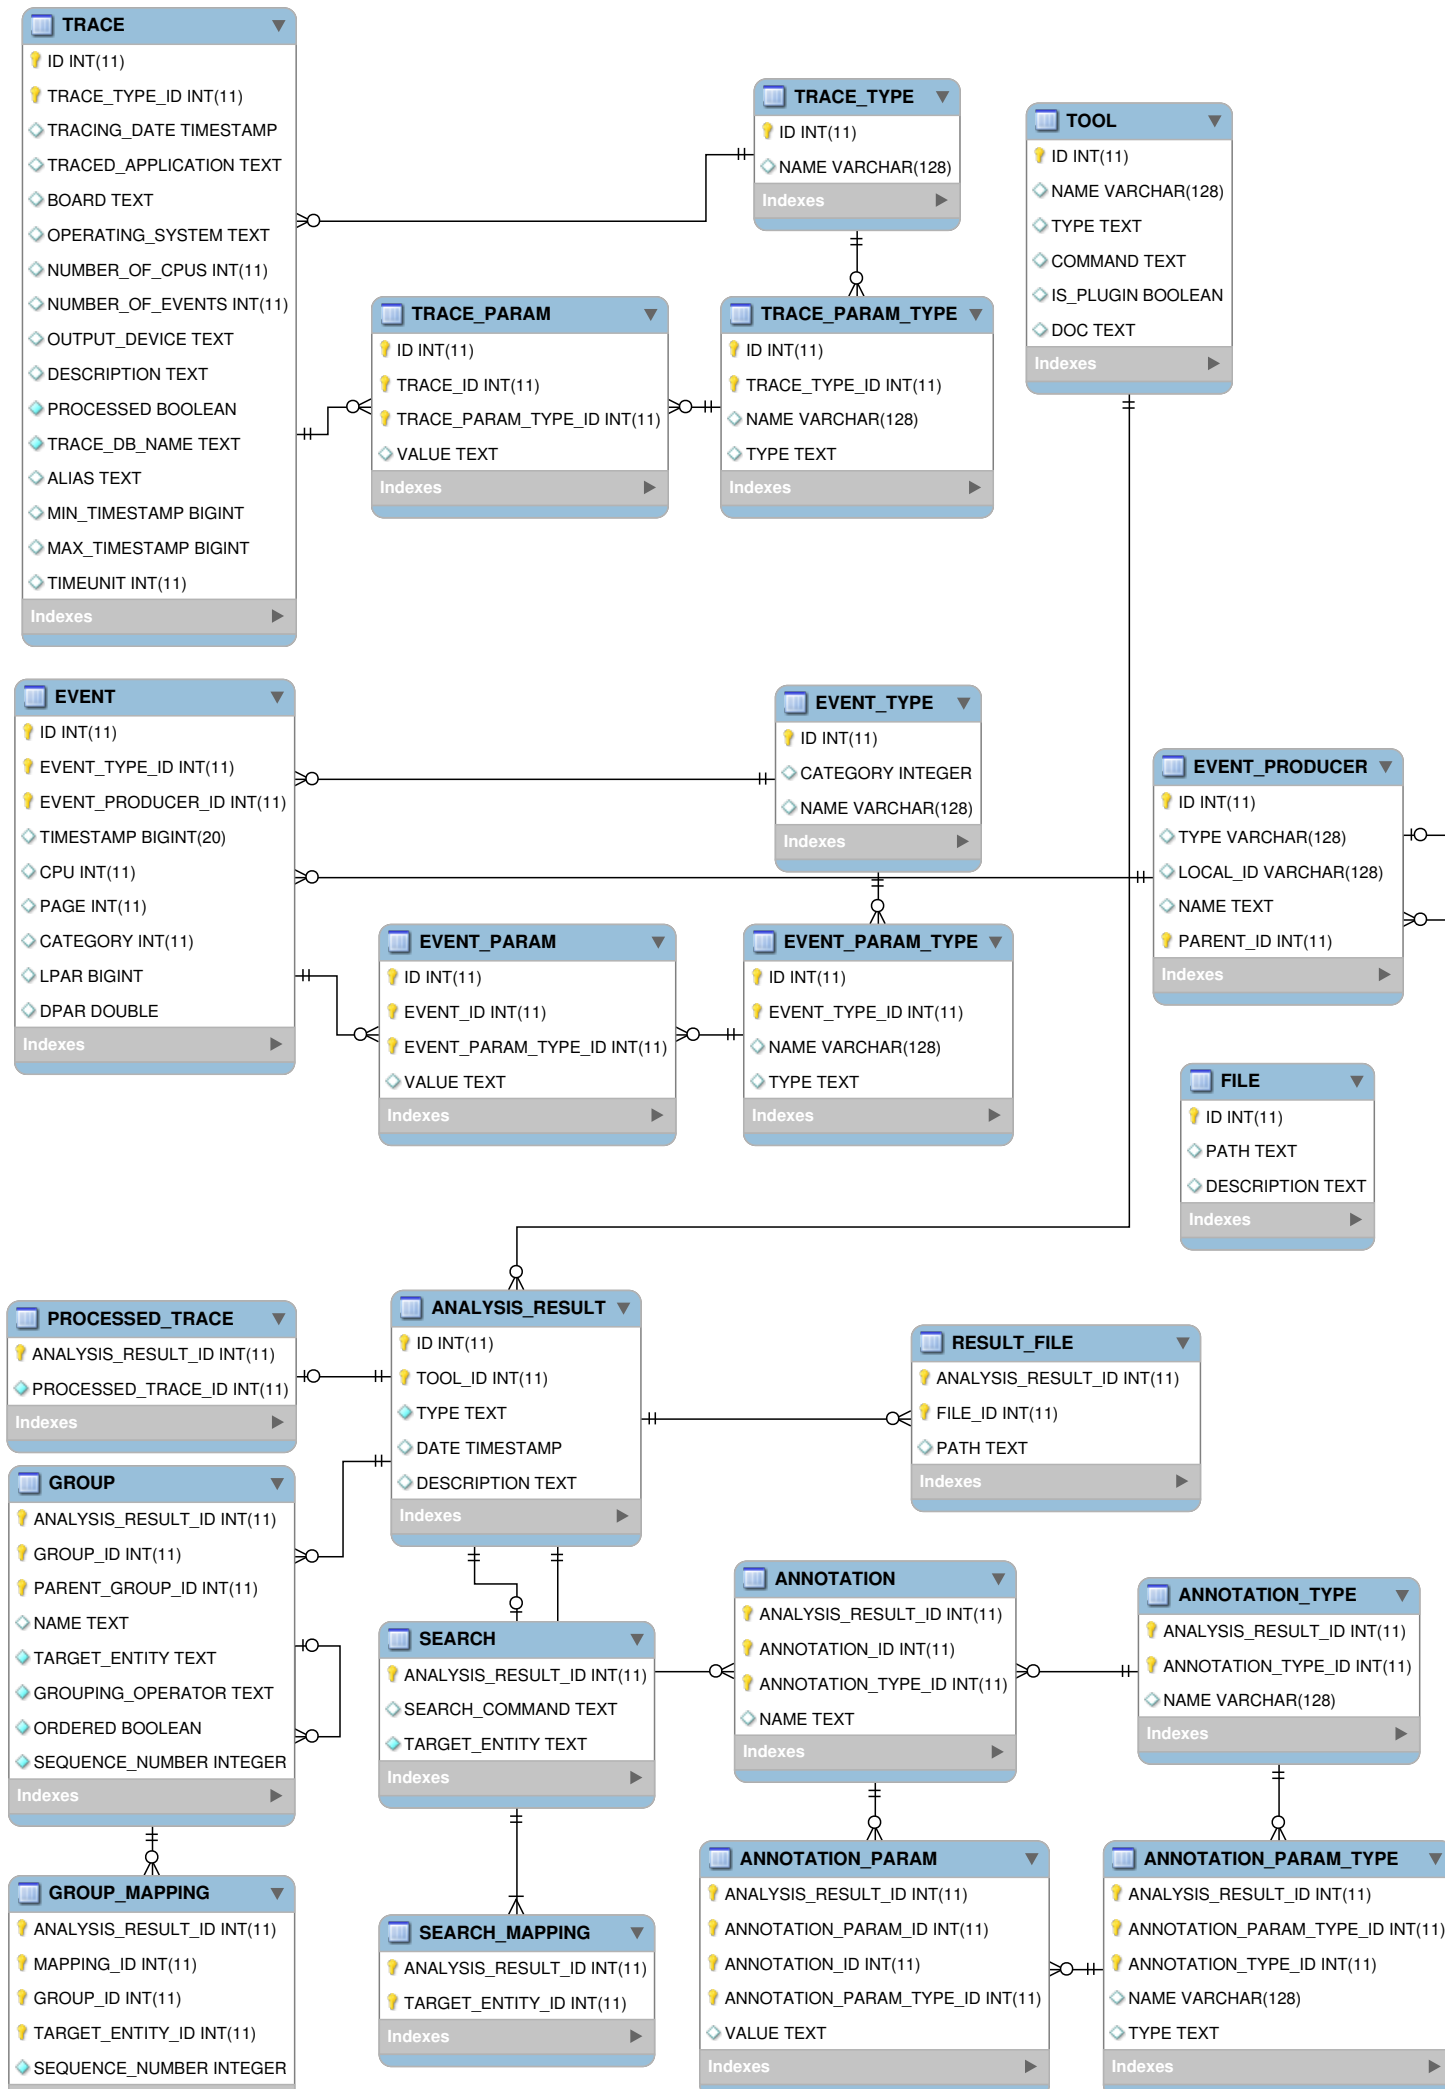 TRACE
ID INT(11)
TRACE_TYPE_ID INT(11)
TRACING_DATE TIMESTAMP
TRACED_APPLICATION TEXT
BOARD TEXT
OPERATING_SYSTEM TEXT
NUMBER_OF_CPUS INT(11)
NUMBER_OF_EVENTS INT(11)
OUTPUT_DEVICE TEXT
DESCRIPTION TEXT
PROCESSED BOOLEAN
TRACE_DB_NAME TEXT
ALIAS TEXT
MIN_TIMESTAMP BIGINT
MAX_TIMESTAMP BIGINT
TIMEUNIT INT(11)
Indexes
TRACE_TYPE
ID INT(11)
NAME VARCHAR(128)
Indexes
TOOL
ID INT(11)
NAME VARCHAR(128)
TYPE TEXT
COMMAND TEXT
IS_PLUGIN BOOLEAN
DOC TEXT
Indexes
TRACE_PARAM
ID INT(11)
TRACE_ID INT(11)
TRACE_PARAM_TYPE_ID INT(11)
VALUE TEXT
Indexes
TRACE_PARAM_TYPE
ID INT(11)
TRACE_TYPE_ID INT(11)
NAME VARCHAR(128)
TYPE TEXT
Indexes
EVENT
ID INT(11)
EVENT_TYPE_ID INT(11)
EVENT_PRODUCER_ID INT(11)
TIMESTAMP BIGINT(20)
CPU INT(11)
PAGE INT(11)
CATEGORY INT(11)
LPAR BIGINT
DPAR DOUBLE
Indexes
EVENT_TYPE
ID INT(11)
CATEGORY INTEGER
NAME VARCHAR(128)
Indexes
EVENT_PRODUCER
ID INT(11)
TYPE VARCHAR(128)
LOCAL_ID VARCHAR(128)
NAME TEXT
PARENT_ID INT(11)
Indexes
EVENT_PARAM
ID INT(11)
EVENT_ID INT(11)
EVENT_PARAM_TYPE_ID INT(11)
VALUE TEXT
Indexes
EVENT_PARAM_TYPE
ID INT(11)
EVENT_TYPE_ID INT(11)
NAME VARCHAR(128)
TYPE TEXT
Indexes
FILE
ID INT(11)
PATH TEXT
DESCRIPTION TEXT
Indexes
PROCESSED_TRACE
ANALYSIS_RESULT_ID INT(11)
PROCESSED_TRACE_ID INT(11)
Indexes
ANALYSIS_RESULT
ID INT(11)
TOOL_ID INT(11)
TYPE TEXT
DATE TIMESTAMP
DESCRIPTION TEXT
Indexes
RESULT_FILE
ANALYSIS_RESULT_ID INT(11)
FILE_ID INT(11)
PATH TEXT
Indexes
GROUP
ANALYSIS_RESULT_ID INT(11)
GROUP_ID INT(11)
PARENT_GROUP_ID INT(11)
NAME TEXT
TARGET_ENTITY TEXT
GROUPING_OPERATOR TEXT
ORDERED BOOLEAN
SEQUENCE_NUMBER INTEGER
Indexes
SEARCH
ANALYSIS_RESULT_ID INT(11)
SEARCH_COMMAND TEXT
TARGET_ENTITY TEXT
Indexes
ANNOTATION
ANALYSIS_RESULT_ID INT(11)
ANNOTATION_ID INT(11)
ANNOTATION_TYPE_ID INT(11)
NAME TEXT
Indexes
ANNOTATION_TYPE
ANALYSIS_RESULT_ID INT(11)
ANNOTATION_TYPE_ID INT(11)
NAME VARCHAR(128)
Indexes
GROUP_MAPPING
ANALYSIS_RESULT_ID INT(11)
MAPPING_ID INT(11)
GROUP_ID INT(11)
TARGET_ENTITY_ID INT(11)
SEQUENCE_NUMBER INTEGER
SEARCH_MAPPING
ANALYSIS_RESULT_ID INT(11)
TARGET_ENTITY_ID INT(11)
Indexes
ANNOTATION_PARAM
ANALYSIS_RESULT_ID INT(11)
ANNOTATION_PARAM_ID INT(11)
ANNOTATION_ID INT(11)
ANNOTATION_PARAM_TYPE_ID INT(11)
VALUE TEXT
Indexes
ANNOTATION_PARAM_TYPE
ANALYSIS_RESULT_ID INT(11)
ANNOTATION_PARAM_TYPE_ID INT(11)
ANNOTATION_TYPE_ID INT(11)
NAME VARCHAR(128)
TYPE TEXT
Indexes